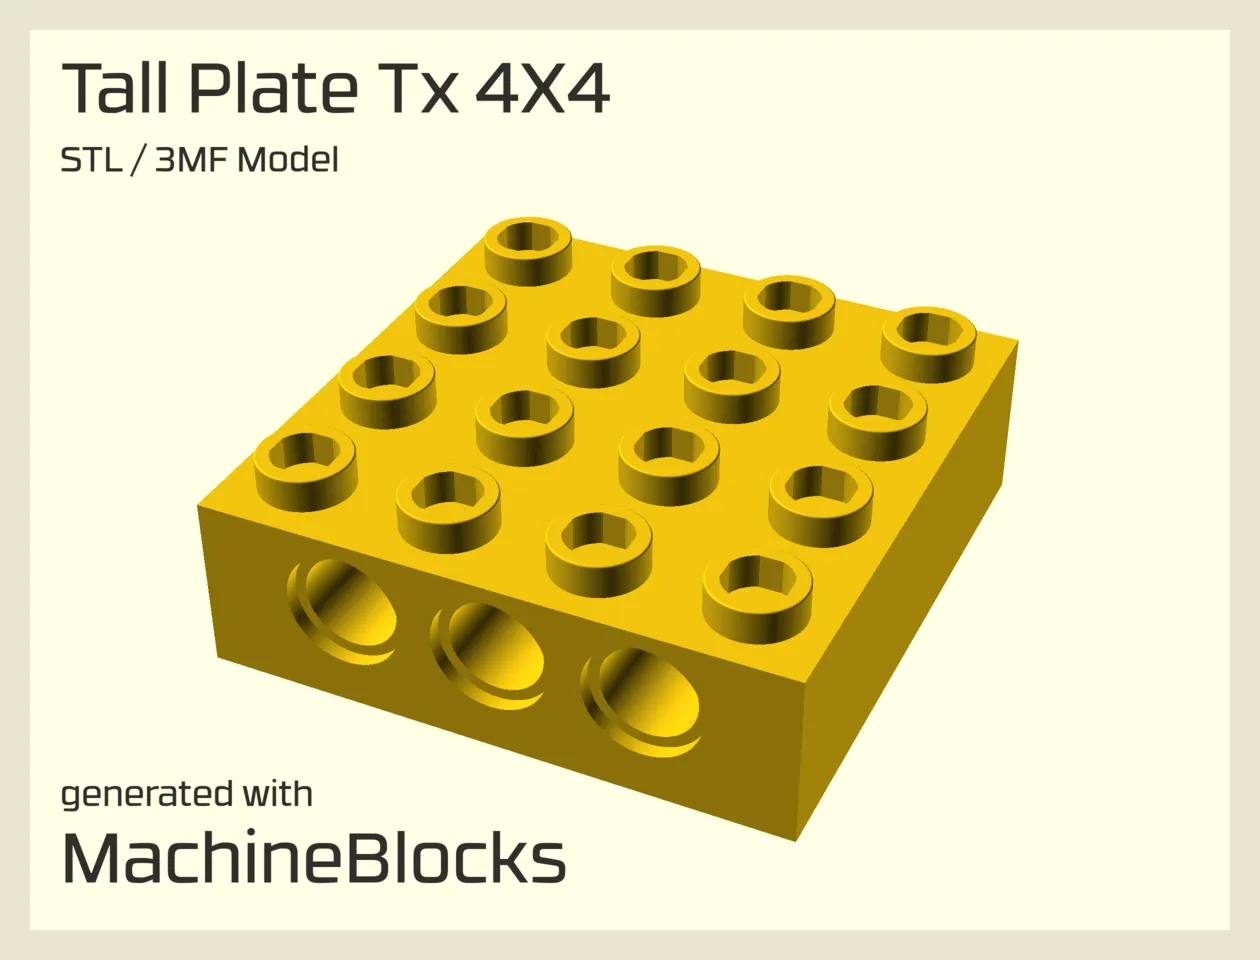 Tall Plate Tx 4X4
STL / 3MF Model
generated with
MachineBlocks